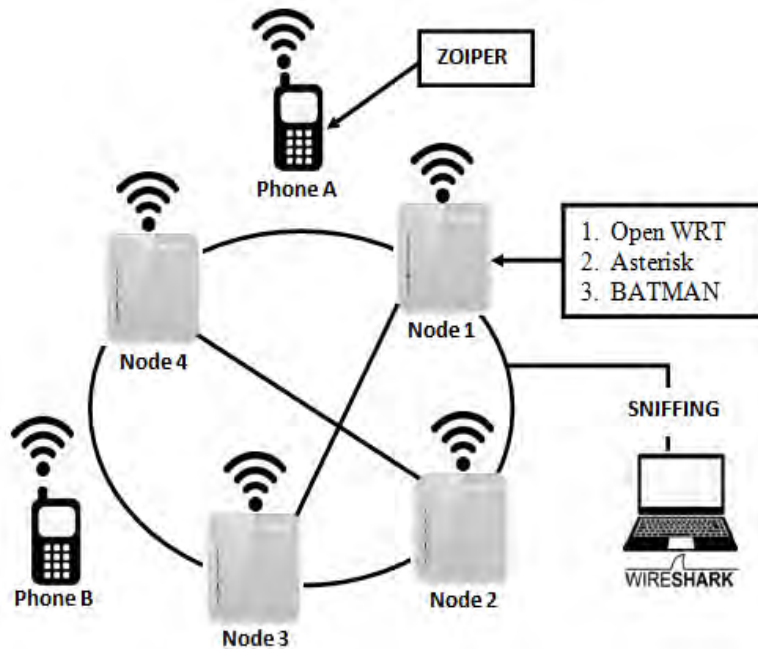 ZOIPER
Phone A
1. Open WRT
2. Asterisk
3. BATMAN
Node 1
Node 4
SNIFFING
Phone B
Node 2
WIRESHARK
Node 3